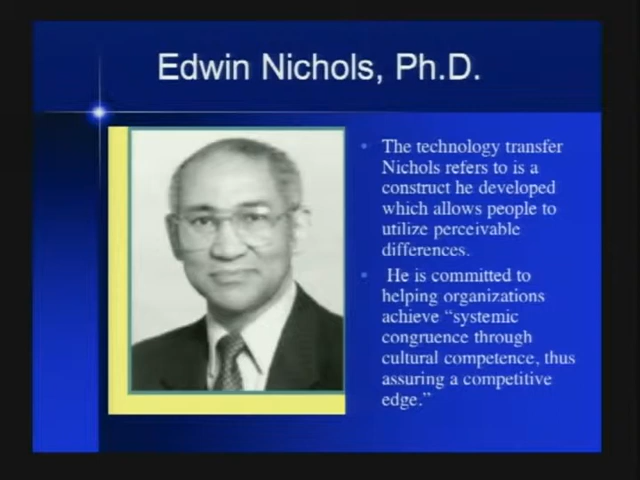 Edwin Nichols, Ph.D.
• The technology transfer
Nichols refers to is a
construct he developed
which allows people to
utilize perceivable
differences.
• He is committed to
helping organizations
achieve “systemic
congruence through
cultural competence, thus
assuring a competitive
edge.”